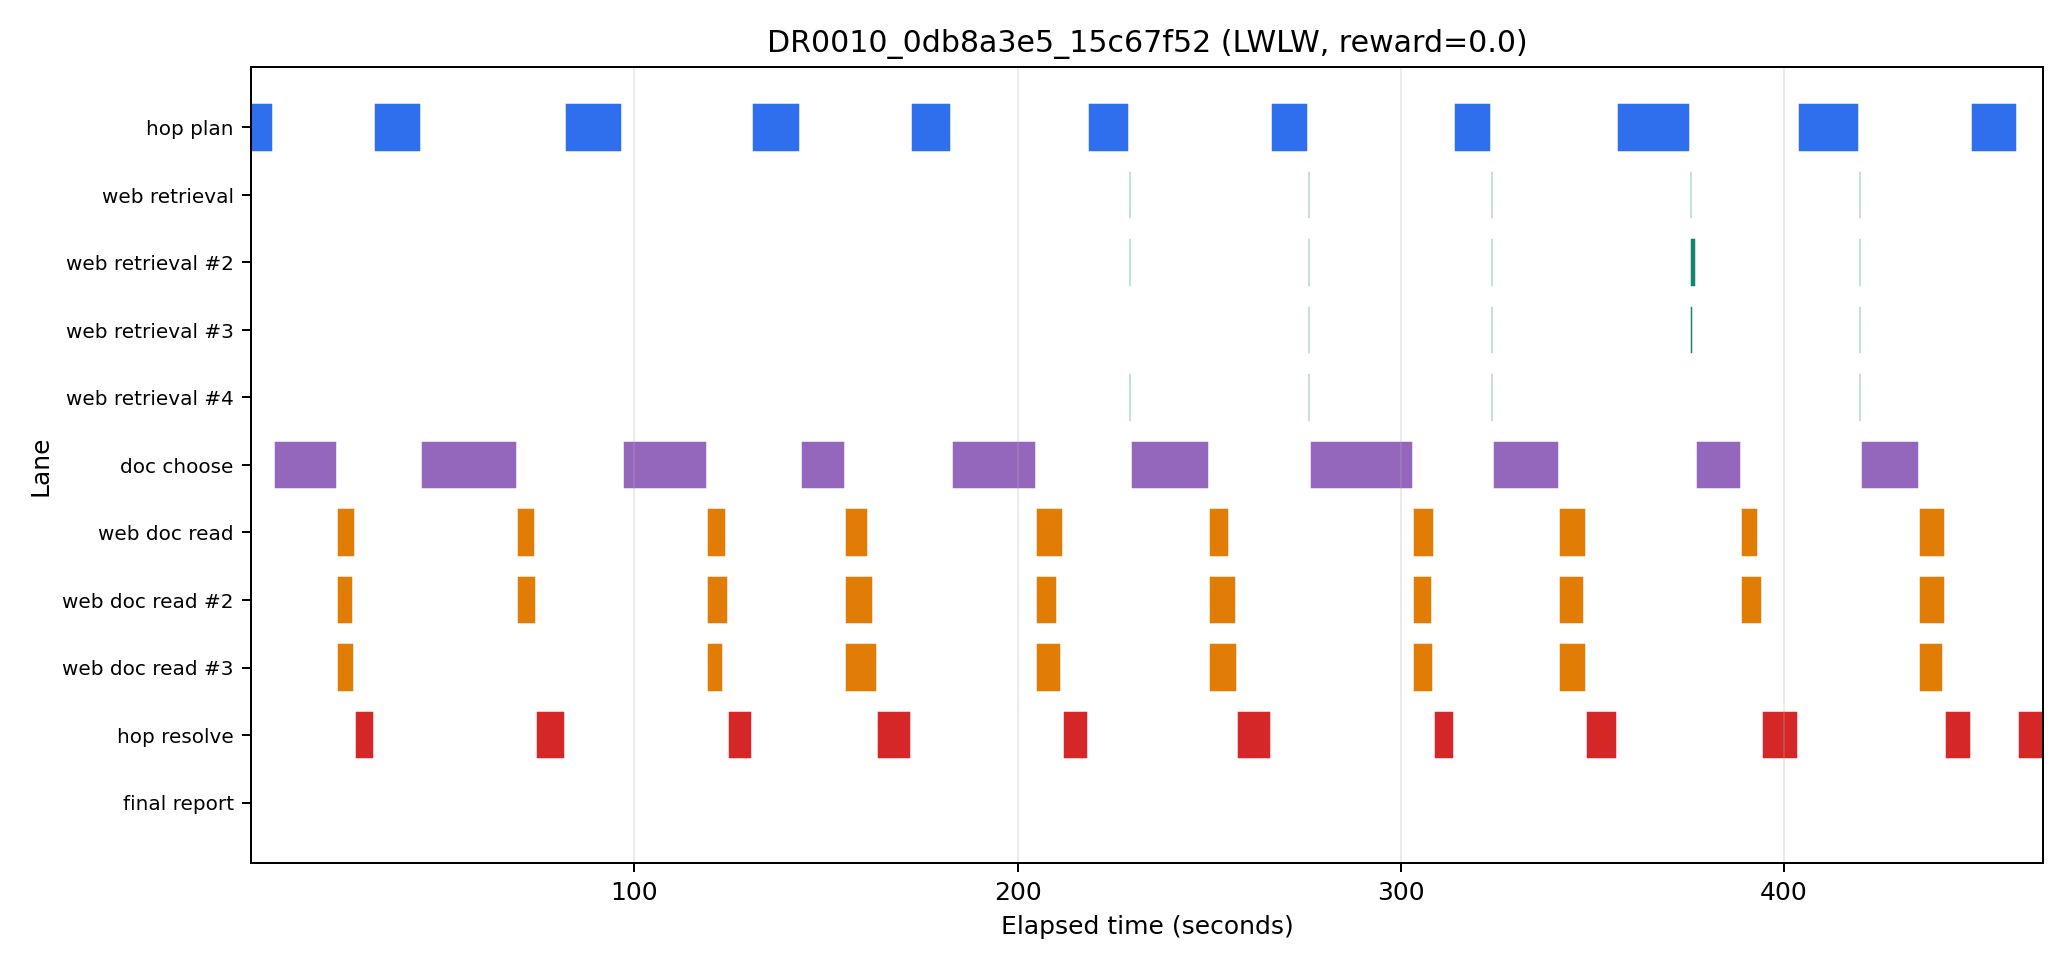 DR0010_0db8a3e5_15c67f52 (LWLW, reward=0.0)
hop plan
web retrieval
web retrieval #2
web retrieval #3
web retrieval #4
doc choose
web doc read
web doc read #2
web doc read #3
hop resolve
final report
Lane
100 200 300 400
Elapsed time (seconds)